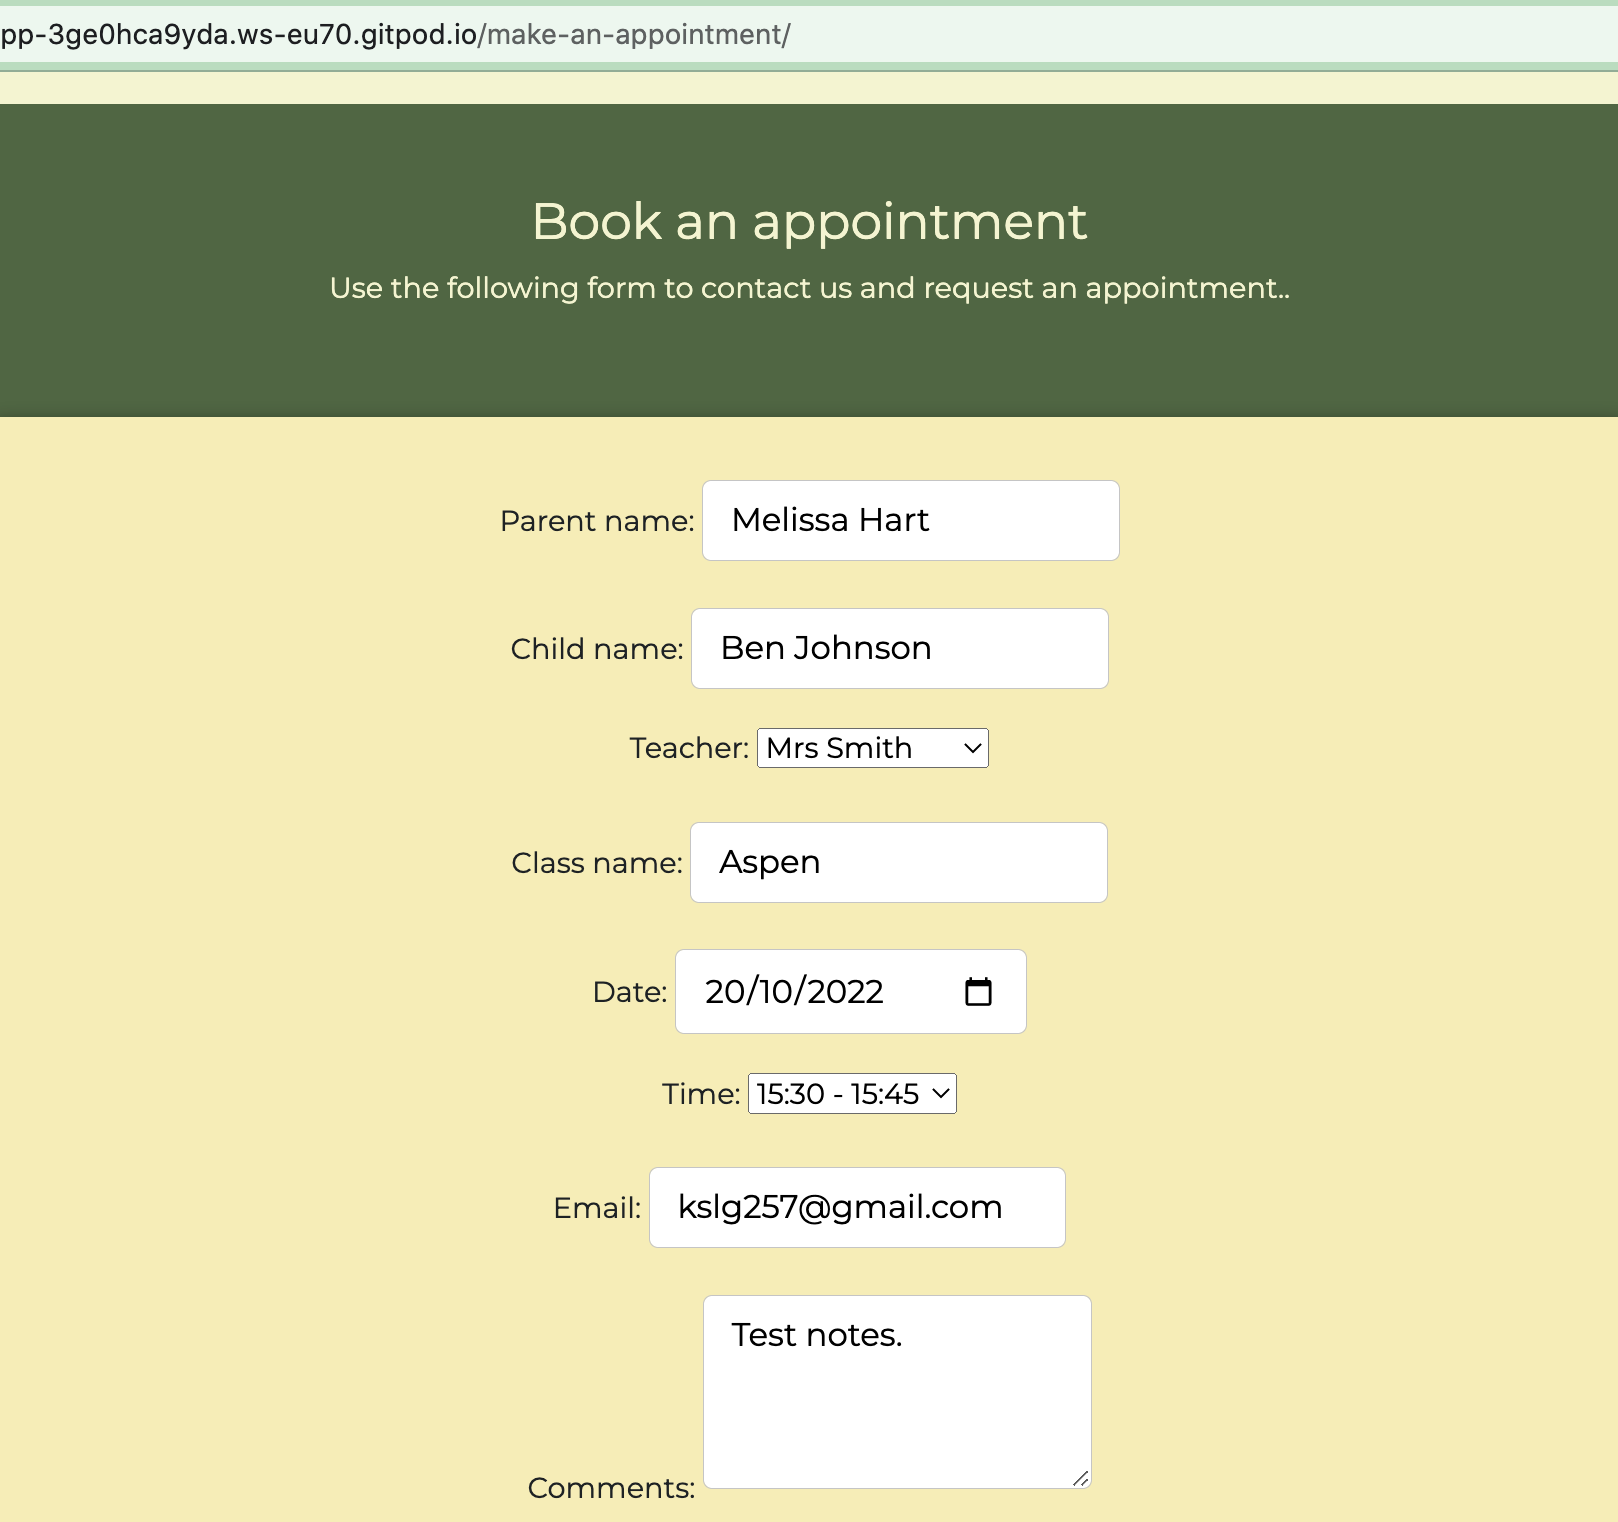 pp-3ge0hca9yda.ws-eu70.gitpod.io/make-an-appointment/
Book an appointment
Use the following form to contact us and request an appointment..
Parent name: Melissa Hart
Child name: Ben Johnson
Teacher: Mrs Smith
Class name: Aspen
Date: 20/10/2022
Time: 15:30 - 15:45
Email: kslg257@gmail.com
Test notes.
Comments: